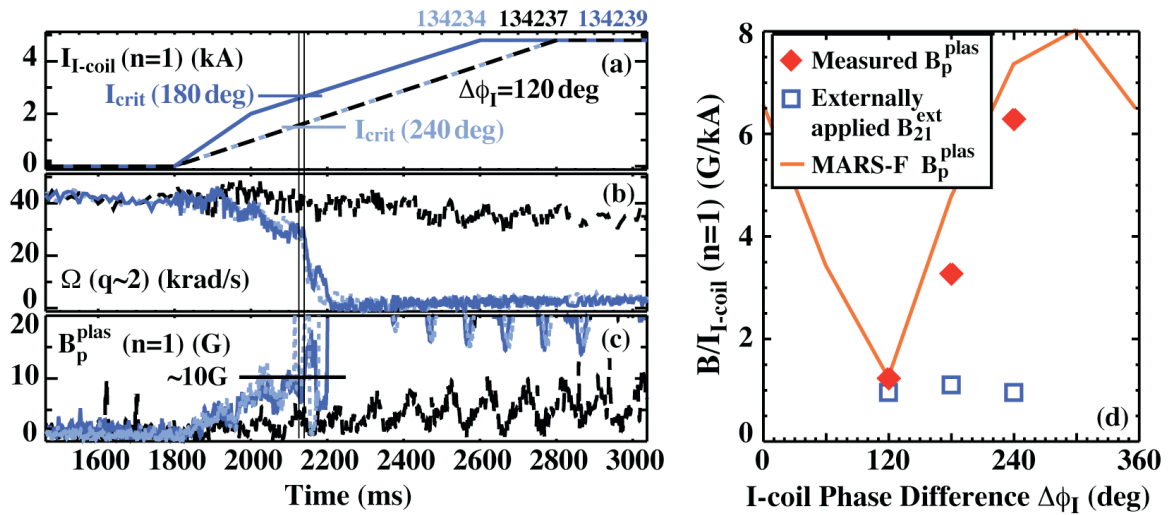 134234 134237 134239
I_I-coil (n=1) (kA)
(a)
I_crit (180 deg)
Δϕ_I=120 deg
I_crit (240 deg)
4
2
0
(b)
Ω (q~2) (krad/s)
40
20
0
B_p^plas (n=1) (G)
(c)
~10G
20
10
0
1600 1800 2000 2200 2400 2600 2800 3000
Time (ms)
B/I_I-coil (n=1) (G/kA)
8
6
4
2
0
Measured B_p^plas
Externally
applied B_21^ext
MARS-F B_p^plas
(d)
0 120 240 360
I-coil Phase Difference Δϕ_I (deg)